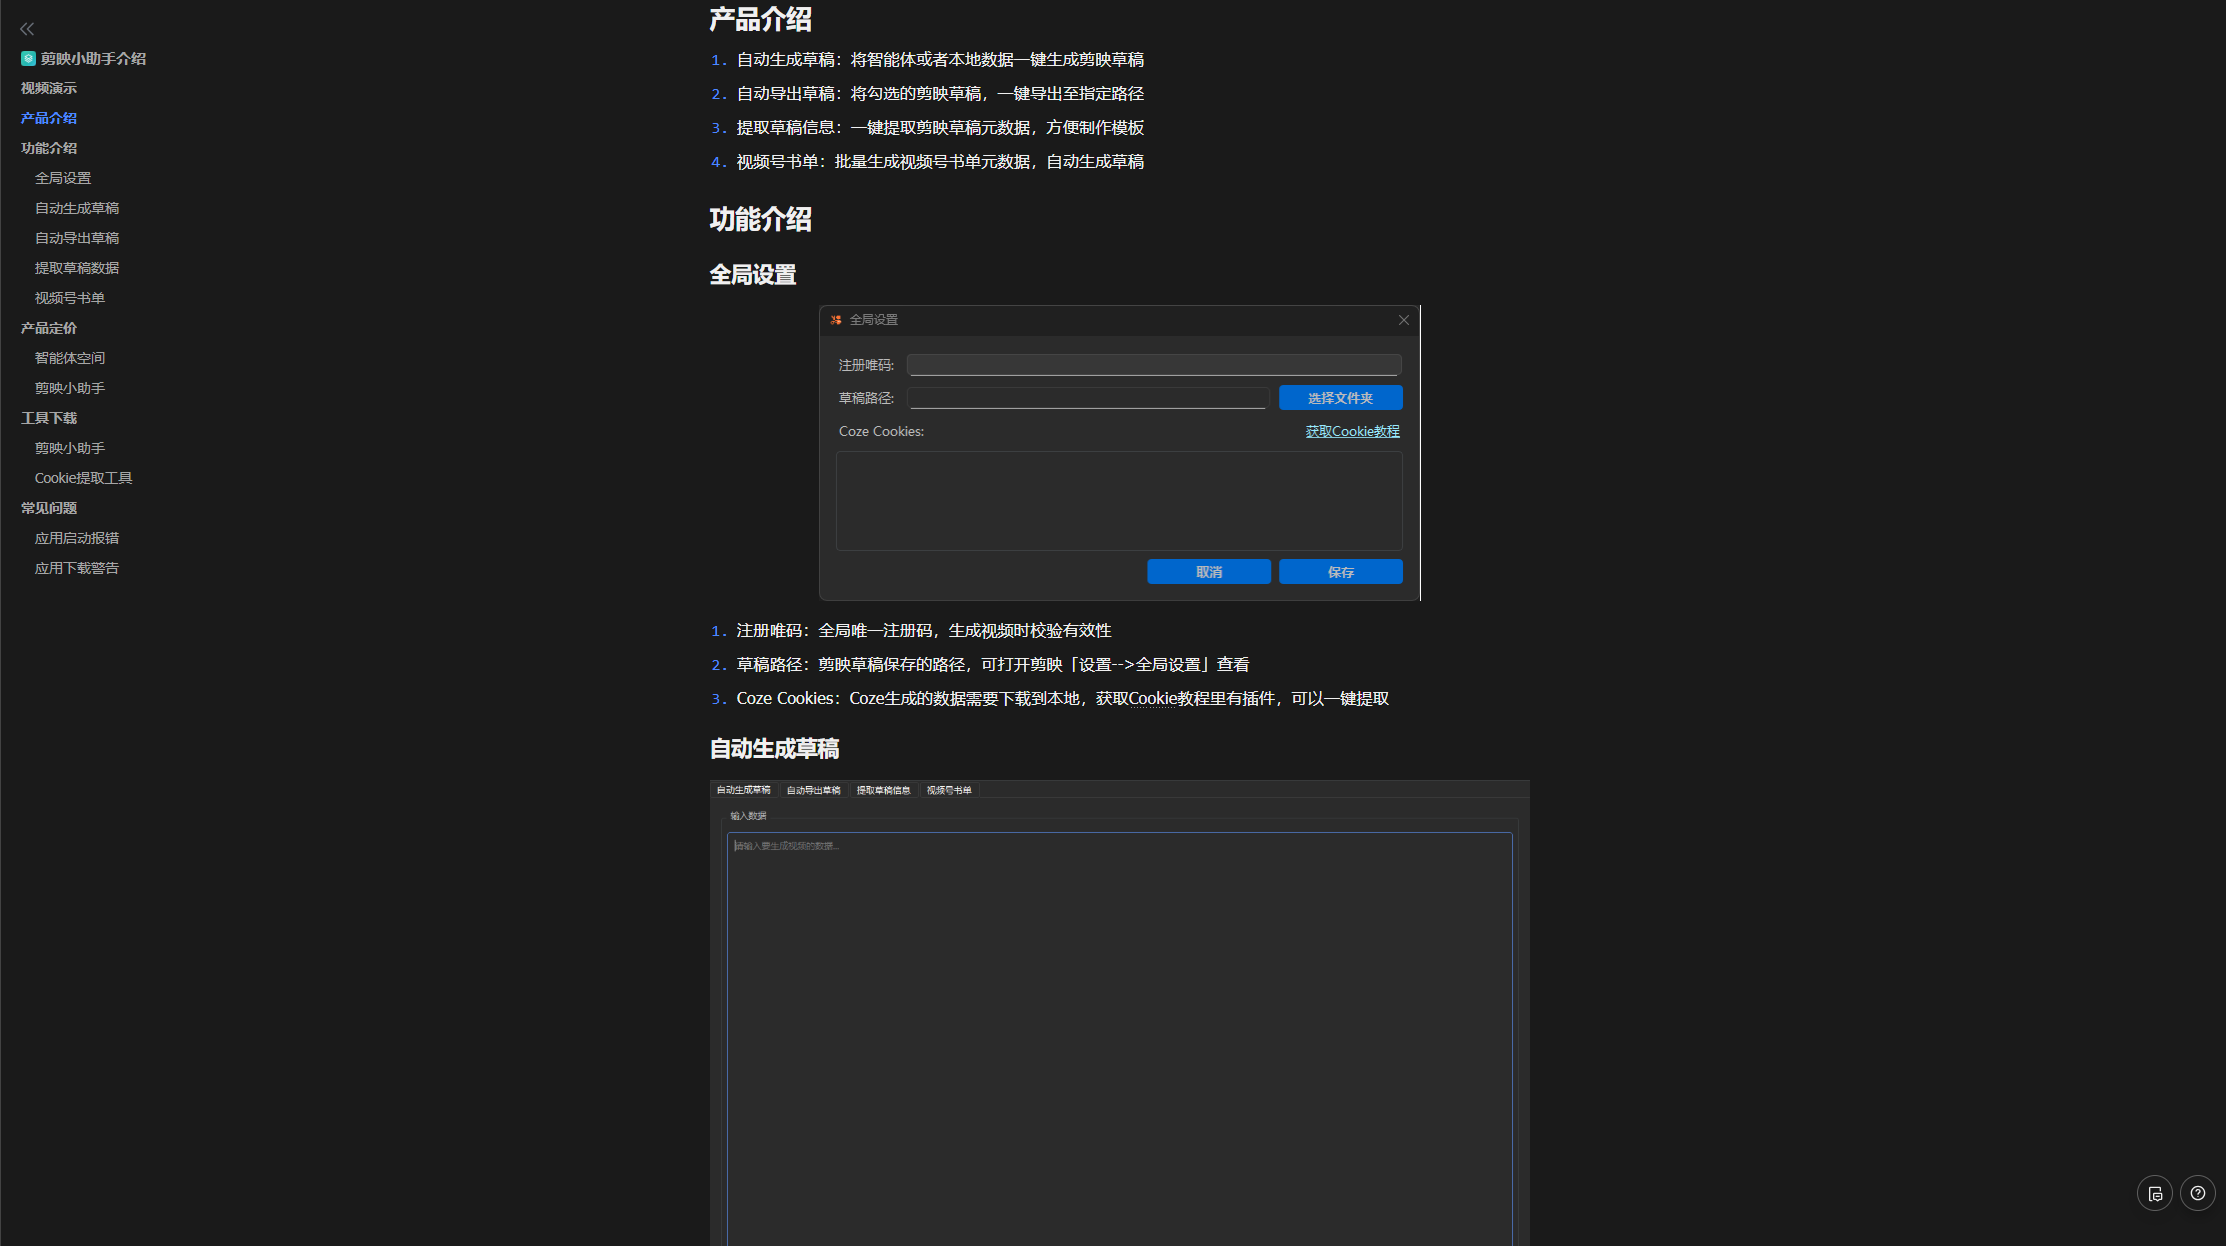 剪映小助手介绍
视频演示
产品介绍
功能介绍
全局设置
自动生成草稿
自动导出草稿
提取草稿数据
视频号书单
产品定价
智能体空间
剪映小助手
工具下载
剪映小助手
Cookie提取工具
常见问题
应用启动报错
应用下载警告
产品介绍
1. 自动生成草稿：将智能体或者本地数据一键生成剪映草稿
2. 自动导出草稿：将勾选的剪映草稿，一键导出至指定路径
3. 提取草稿信息：一键提取剪映草稿元数据，方便制作模板
4. 视频号书单：批量生成视频号书单元数据，自动生成草稿
功能介绍
全局设置
全局设置
注册唯码:
草稿路径: 选择文件夹
Coze Cookies: 获取Cookie教程
取消 保存
1. 注册唯码：全局唯一注册码，生成视频时校验有效性
2. 草稿路径：剪映草稿保存的路径，可打开剪映「设置-->全局设置」查看
3. Coze Cookies：Coze生成的数据需要下载到本地，获取Cookie教程里有插件，可以一键提取
自动生成草稿
自动生成草稿 自动导出草稿 提取草稿信息 视频号书单
输入数据
请输入要生成视频的数据...